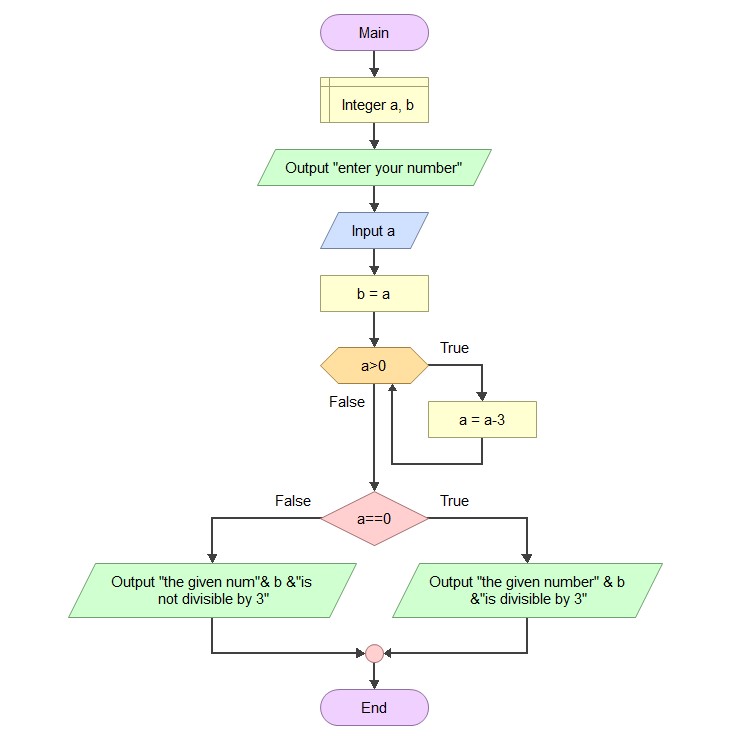 Main
Integer a, b
Output "enter your number"
Input a
b = a
a>0
True
False
a = a-3
False
True
a==0
Output "the given num"& b &"is
not divisible by 3"
Output "the given number" & b
&"is divisible by 3"
End